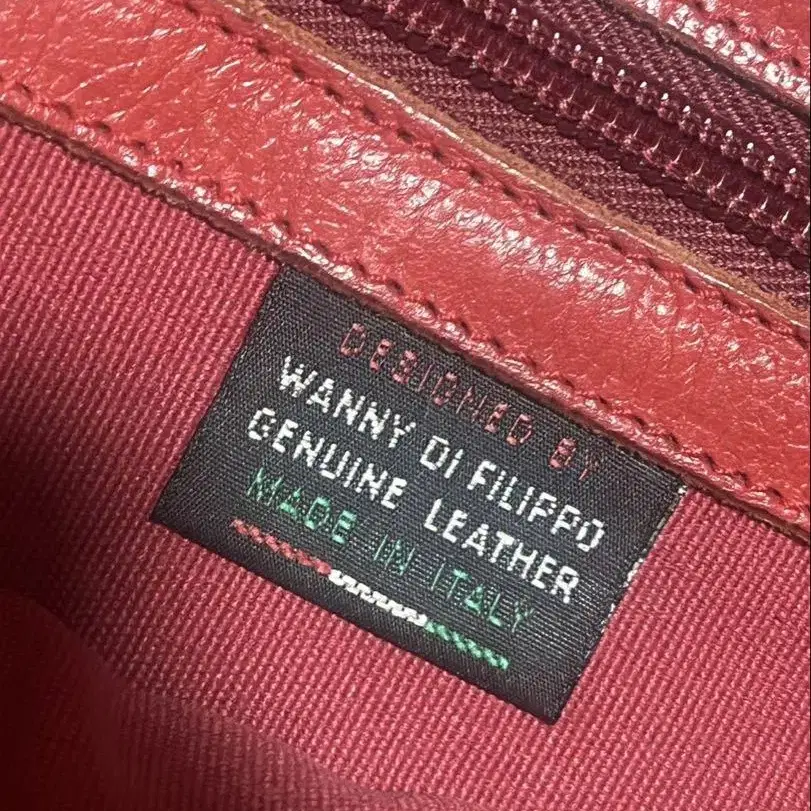 DESIGNED BY
WANNY DI FILIPPO
GENUINE LEATHER
MADE IN ITALY